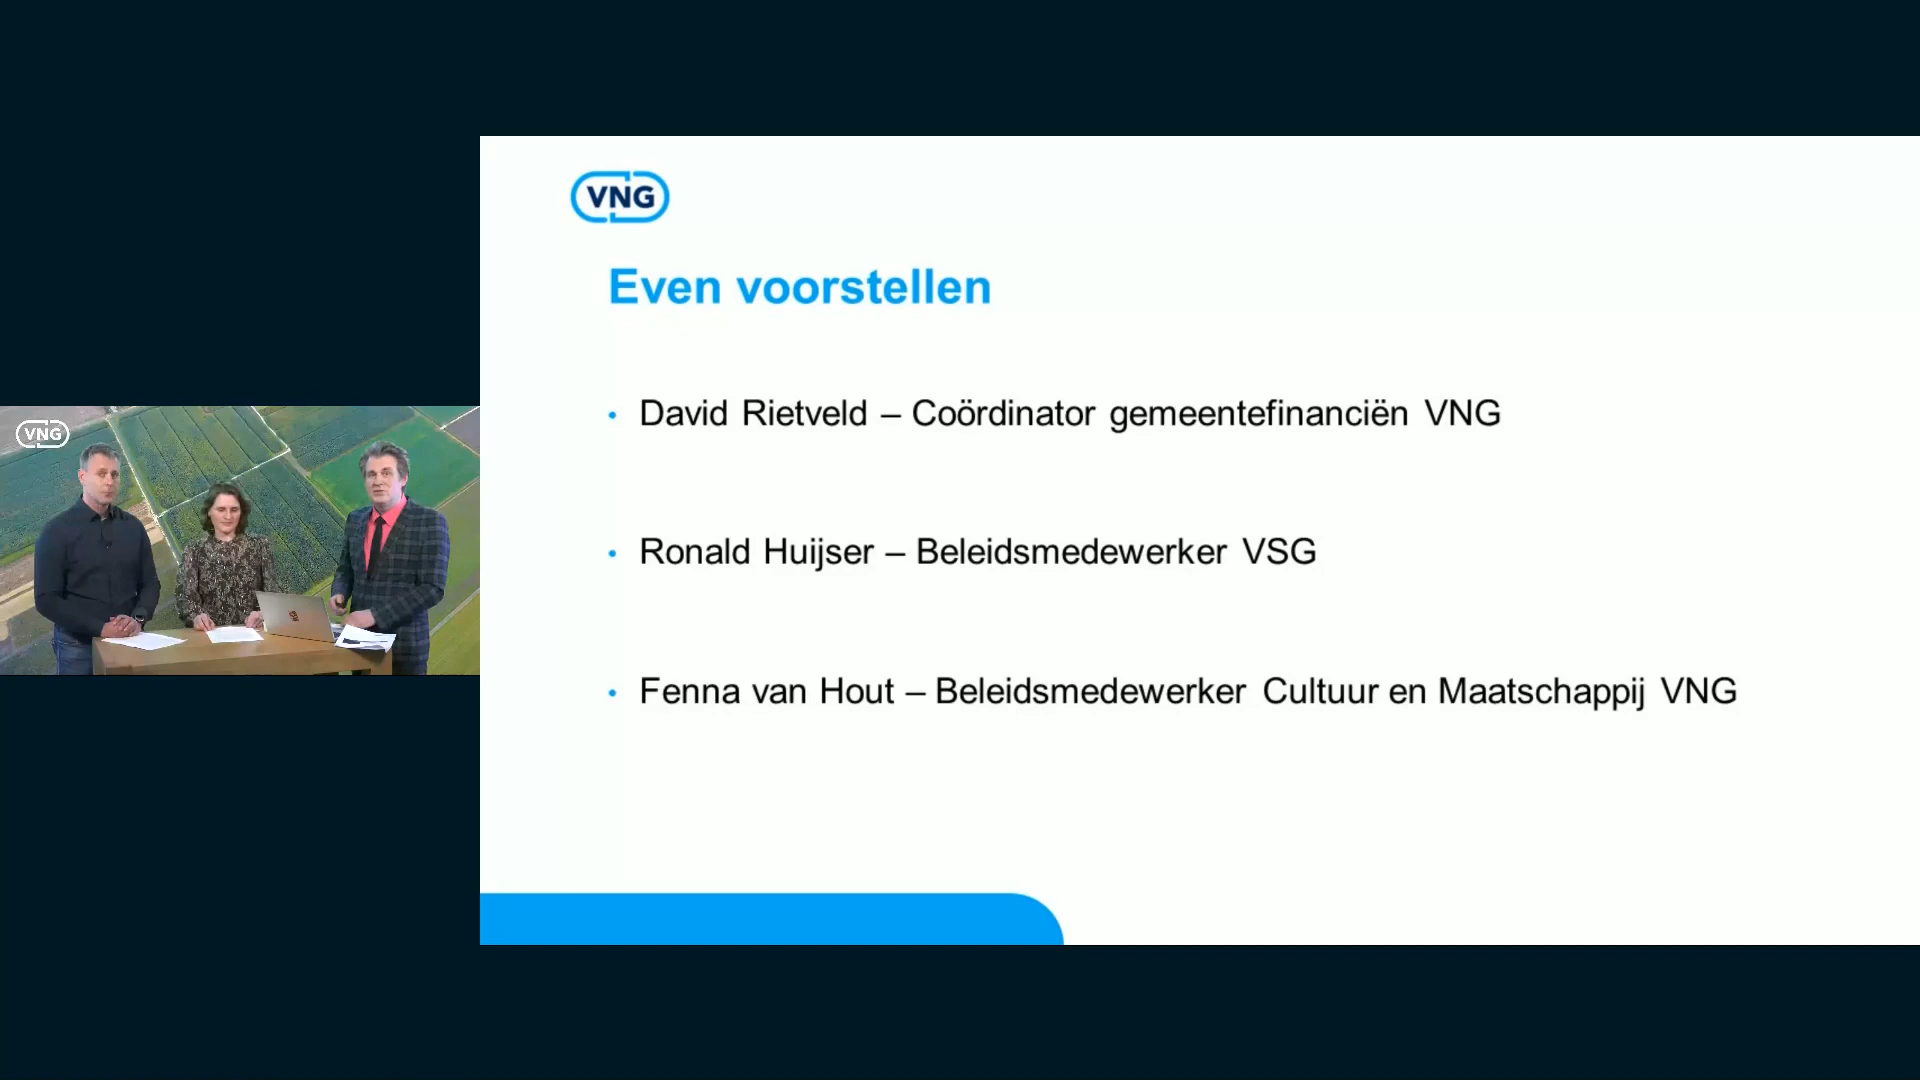 VNG
VNG
Even voorstellen
• David Rietveld – Coördinator gemeentefinanciën VNG
• Ronald Huijser – Beleidsmedewerker VSG
• Fenna van Hout – Beleidsmedewerker Cultuur en Maatschappij VNG